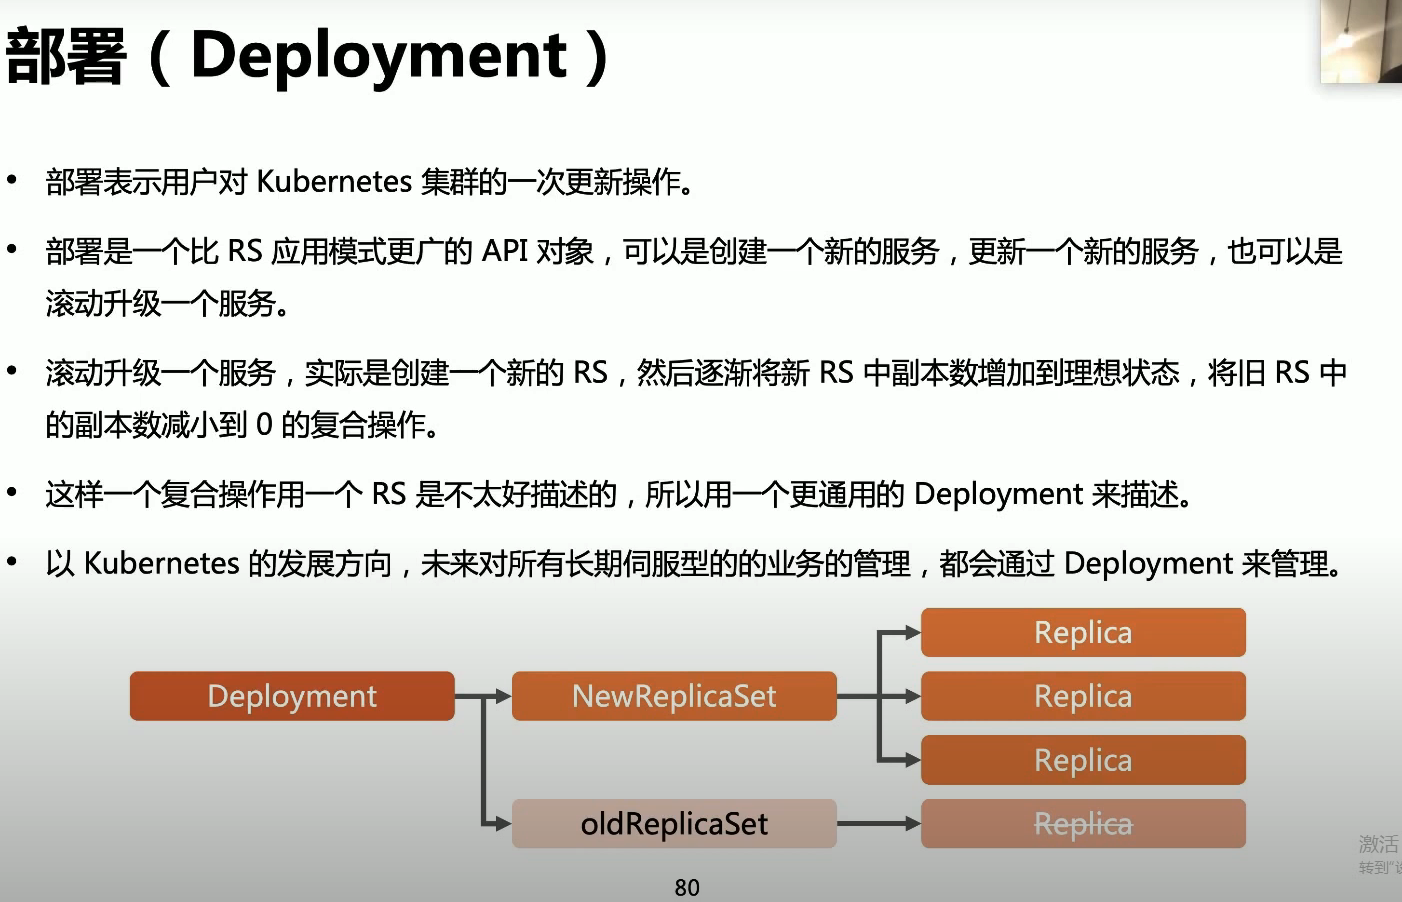 部署（Deployment）
• 部署表示用户对 Kubernetes 集群的一次更新操作。
• 部署是一个比 RS 应用模式更广的 API 对象，可以是创建一个新的服务，更新一个新的服务，也可以是
滚动升级一个服务。
• 滚动升级一个服务，实际是创建一个新的 RS，然后逐渐将新 RS 中副本数增加到理想状态，将旧 RS 中
的副本数减小到 0 的复合操作。
• 这样一个复合操作用一个 RS 是不太好描述的，所以用一个更通用的 Deployment 来描述。
• 以 Kubernetes 的发展方向，未来对所有长期伺服型的的业务的管理，都会通过 Deployment 来管理。
Replica
Deployment
NewReplicaSet
Replica
Replica
oldReplicaSet
Replica
激活
转到"
80